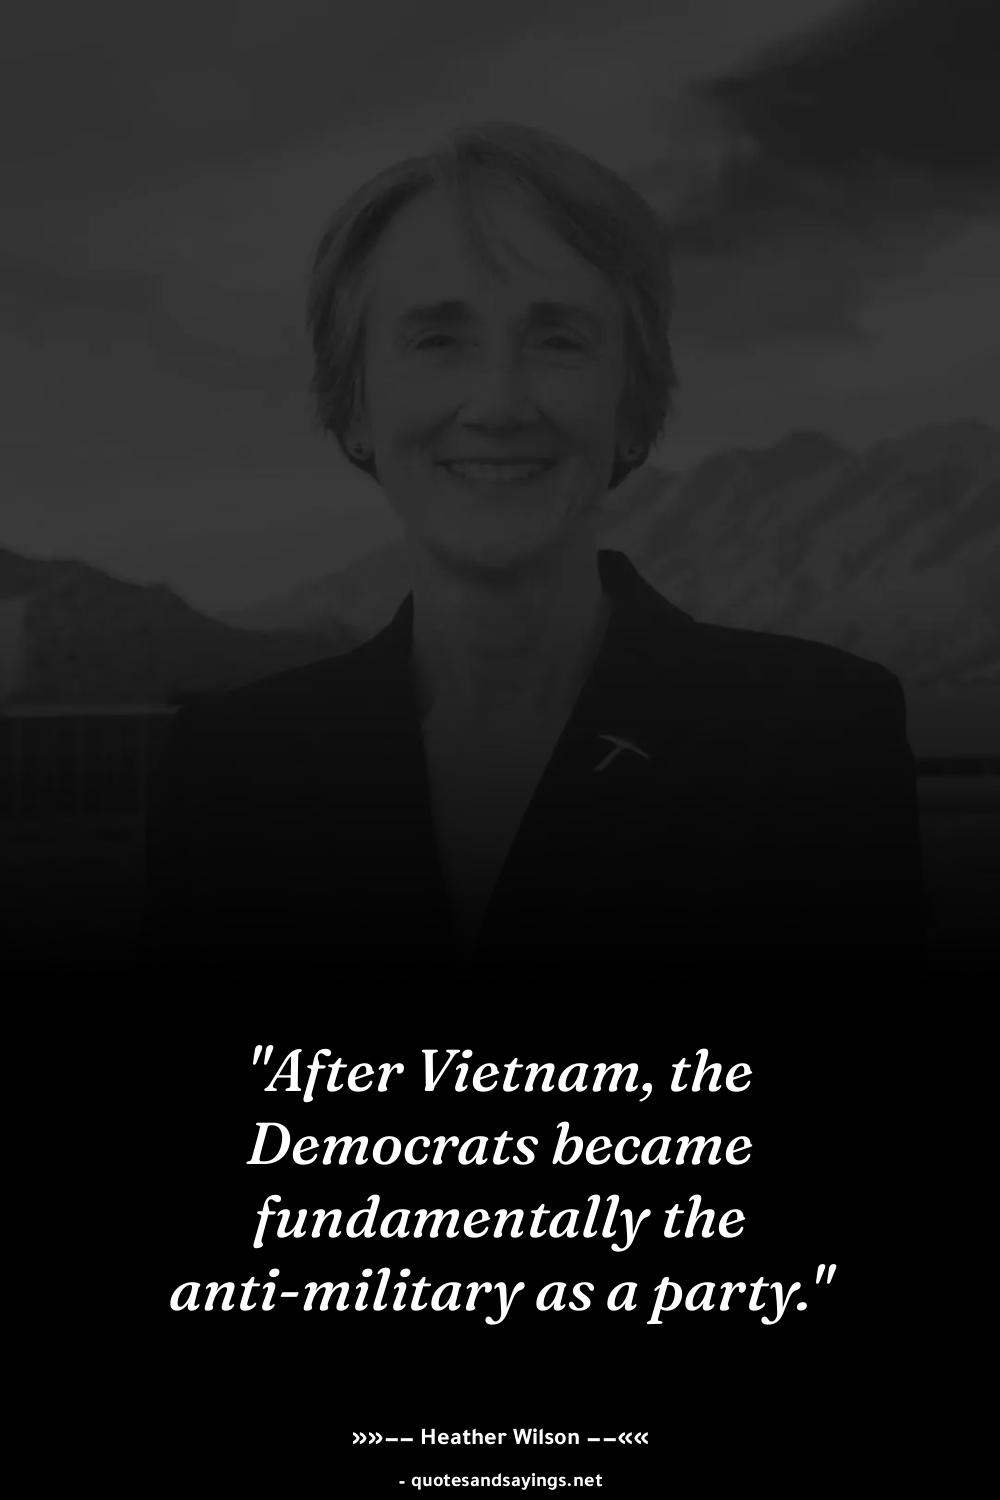 "After Vietnam, the
Democrats became
fundamentally the
anti-military as a party."
»»–– Heather Wilson ––««
- quotesandsayings.net